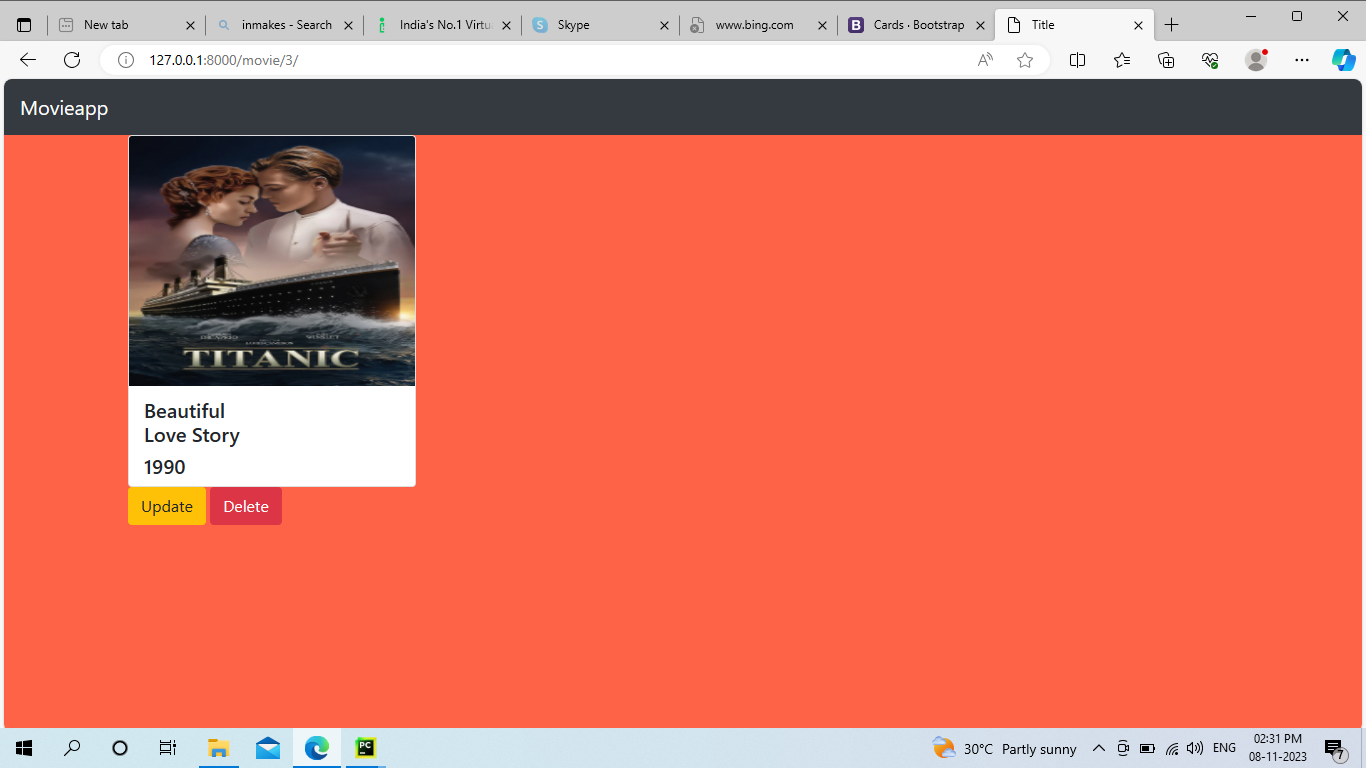 New tab
inmakes - Search
India's No.1 Virtu
Skype
www.bing.com
Cards · Bootstrap
Title
127.0.0.1:8000/movie/3/
Movieapp
TITANIC
Beautiful
Love Story
1990
Update Delete
PC
30°C Partly sunny
ENG
02:31 PM
08-11-2023
7